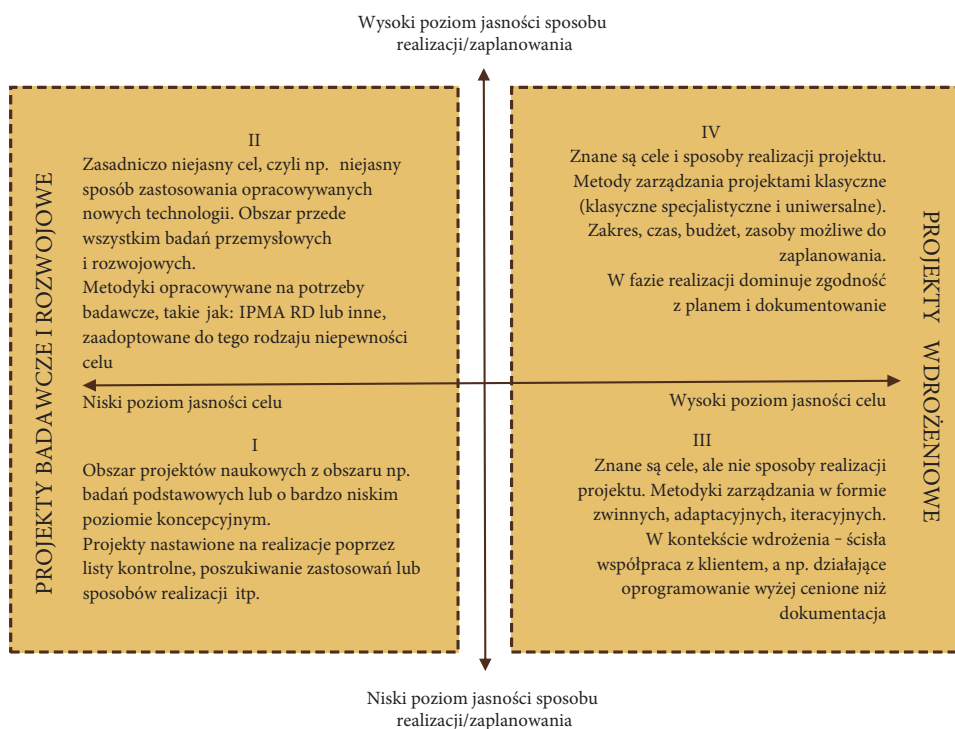 Wysoki poziom jasności sposobu
realizacji/zaplanowania
PROJEKTY BADAWCZE I ROZWOJOWE
II
Zasadniczo niejasny cel, czyli np. niejasny
sposób zastosowania opracowywanych
nowych technologii. Obszar przede
wszystkim badań przemysłowych
i rozwojowych.
Metodyki opracowywane na potrzeby
badawcze, takie jak: IPMA RD lub inne,
zaadoptowane do tego rodzaju niepewności
celu
IV
Znane są cele i sposoby realizacji projektu.
Metody zarządzania projektami klasyczne
(klasyczne specjalistyczne i uniwersalne).
Zakres, czas, budżet, zasoby możliwe do
zaplanowania.
W fazie realizacji dominuje zgodność
z planem i dokumentowanie
PROJEKTY WDROŻENIOWE
Niski poziom jasności celu
Wysoki poziom jasności celu
I
Obszar projektów naukowych z obszaru np.
badań podstawowych lub o bardzo niskim
poziomie koncepcyjnym.
Projekty nastawione na realizacje poprzez
listy kontrolne, poszukiwanie zastosowań lub
sposobów realizacji itp.
III
Znane są cele, ale nie sposoby realizacji
projektu. Metodyki zarządzania w formie
zwinnych, adaptacyjnych, iteracyjnych.
W kontekście wdrożenia – ścisła
współpraca z klientem, a np. działające
oprogramowanie wyżej cenione niż
dokumentacja
Niski poziom jasności sposobu
realizacji/zaplanowania